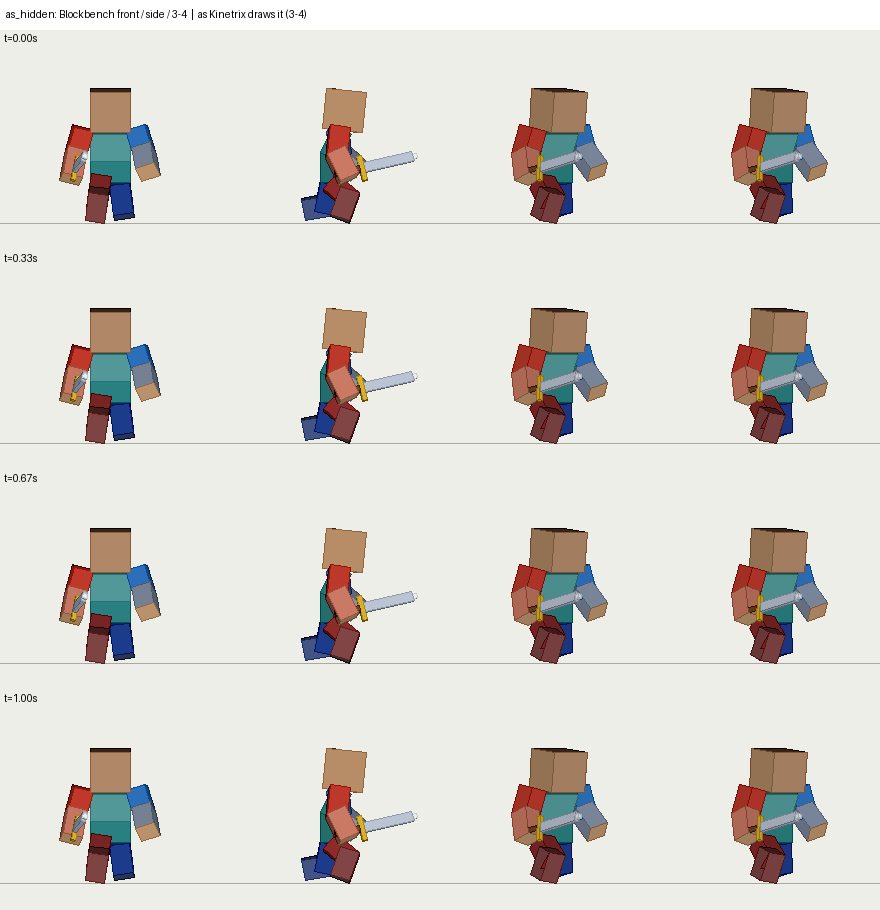 as_hidden: Blockbench front / side / 3-4 | as Kinetrix draws it (3-4)
t=0.00s
t=0.33s
t=0.67s
t=1.00s